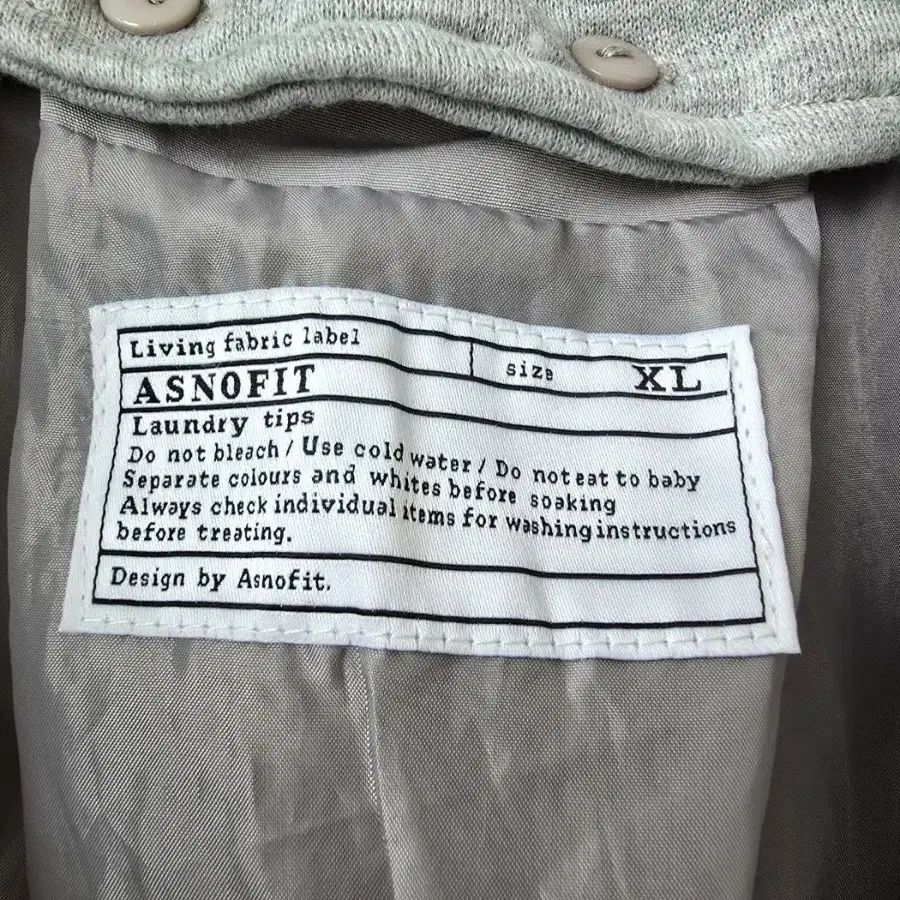 Living fabric label
size XL
ASNOFIT
Laundry tips
Do not bleach / Use cold water / Do not eat to baby
Separate colours and whites before soaking
Always check individual items for washing instructions
before treating.
Design by Asnofit.